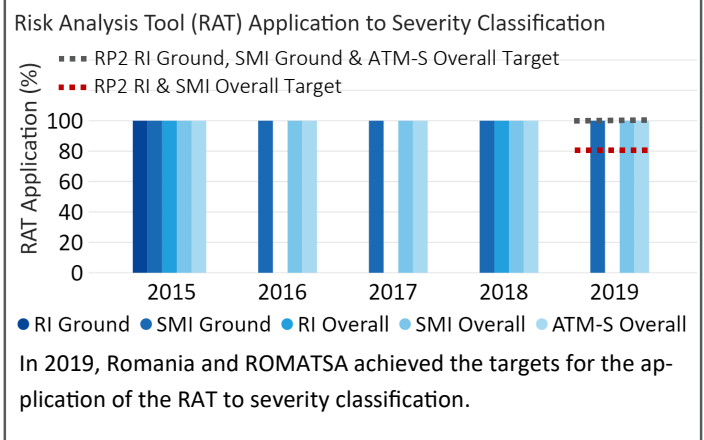 Risk Analysis Tool (RAT) Application to Severity Classification
RP2 RI Ground, SMI Ground & ATM-S Overall Target
RP2 RI & SMI Overall Target
RAT Application (%)
100
80
60
40
20
0
2015 2016 2017 2018 2019
RI Ground SMI Ground RI Overall SMI Overall ATM-S Overall
In 2019, Romania and ROMATSA achieved the targets for the ap-
plication of the RAT to severity classification.